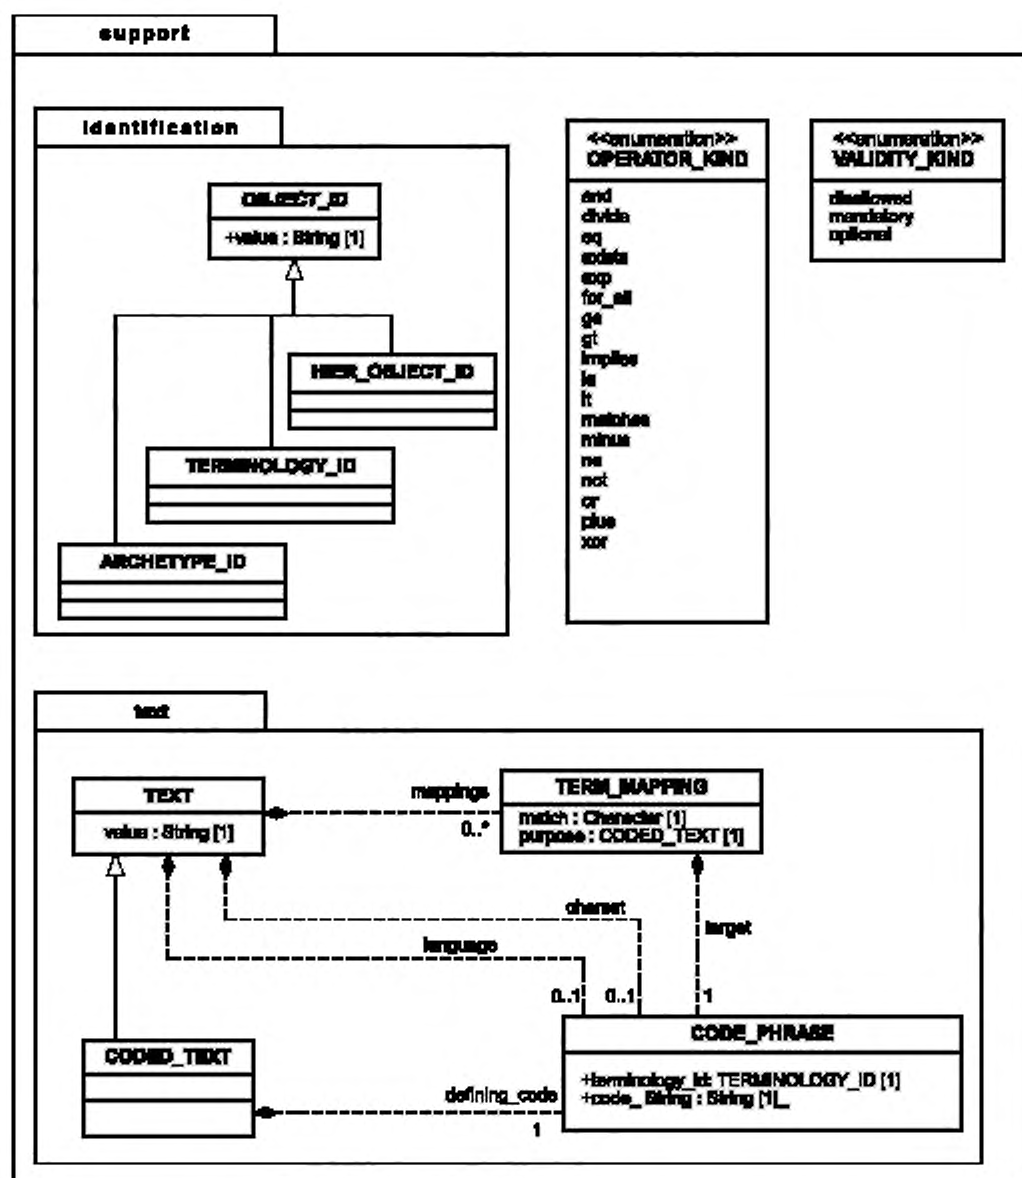 support
identification
OBJECT_ID
+value : String [1]
HIER_OBJECT_ID
TERMINOLOGY_ID
ARCHETYPE_ID
<<enumeration>>
OPERATOR_KIND
and
divide
eq
exists
exp
for_all
ge
gt
implies
le
lt
matches
minus
ne
not
or
plus
xor
<<enumeration>>
VALIDITY_KIND
disallowed
mandatory
optional
text
TEXT
value : String [1]
mappings
0..*
TERM_MAPPING
match : Character [1]
purpose : CODED_TEXT [1]
charset
language
target
0..1
0..1
1
CODED_TEXT
defining_code
1
CODE_PHRASE
+terminology_id: TERMINOLOGY_ID [1]
+code_ String : String [1]_